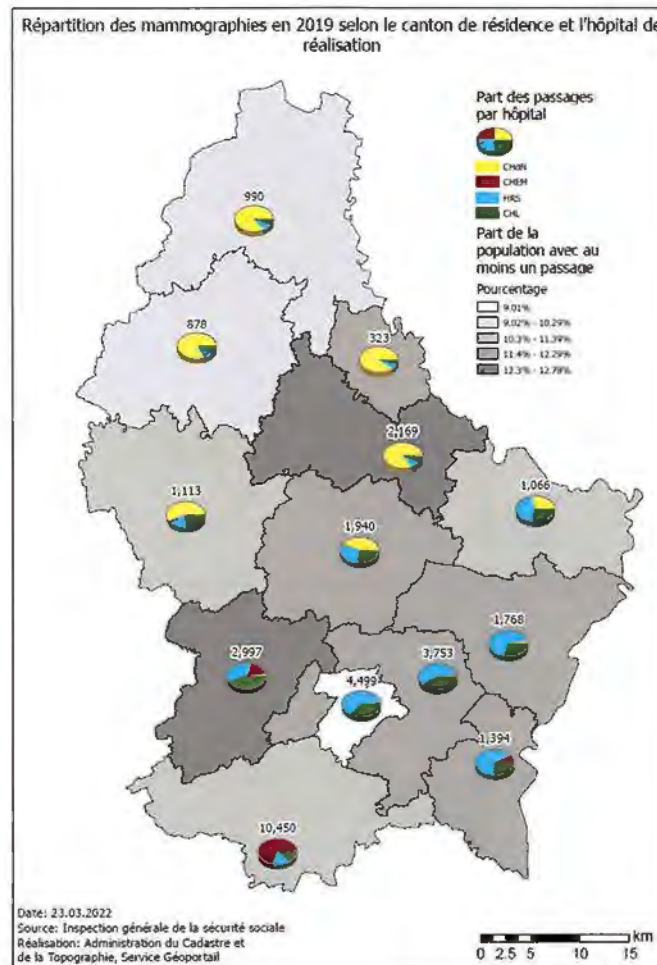 Répartition des mammographies en 2019 selon le canton de résidence et l'hôpital de
réalisation
Part des passages
par hôpital
CHdN
CHEM
HRS
CHL
Part de la
population avec au
moins un passage
Pourcentage
9.01%
9.02% - 10.29%
10.3% - 11.39%
11.4% - 12.29%
12.3% - 12.79%
990
878
323
2,169
1,113
1,066
1,940
1,768
2,997
3,753
4,499
1,394
10,450
Date: 23.03.2022
Source: Inspection générale de la sécurité sociale
Réalisation: Administration du Cadastre et
de la Topographie, Service Géoportail
km
0 2.5 5 10 15